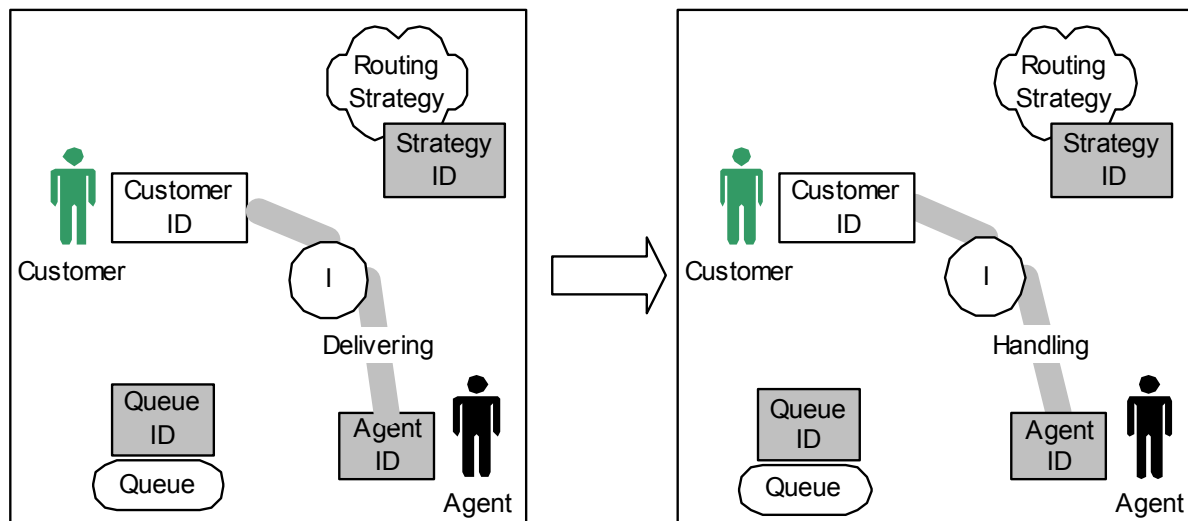 Routing
Strategy
Strategy
ID
Customer
ID
Customer
I
Delivering
Queue
ID
Queue
Agent
ID
Agent
Routing
Strategy
Strategy
ID
Customer
ID
Customer
I
Handling
Queue
ID
Queue
Agent
ID
Agent